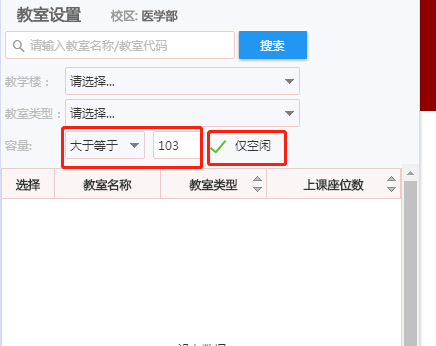 教室设置 校区: 医学部
请输入教室名称/教室代码 搜索
教学楼： 请选择...
教室类型： 请选择...
容量: 大于等于 103 仅空闲
选择 教室名称 教室类型 上课座位数